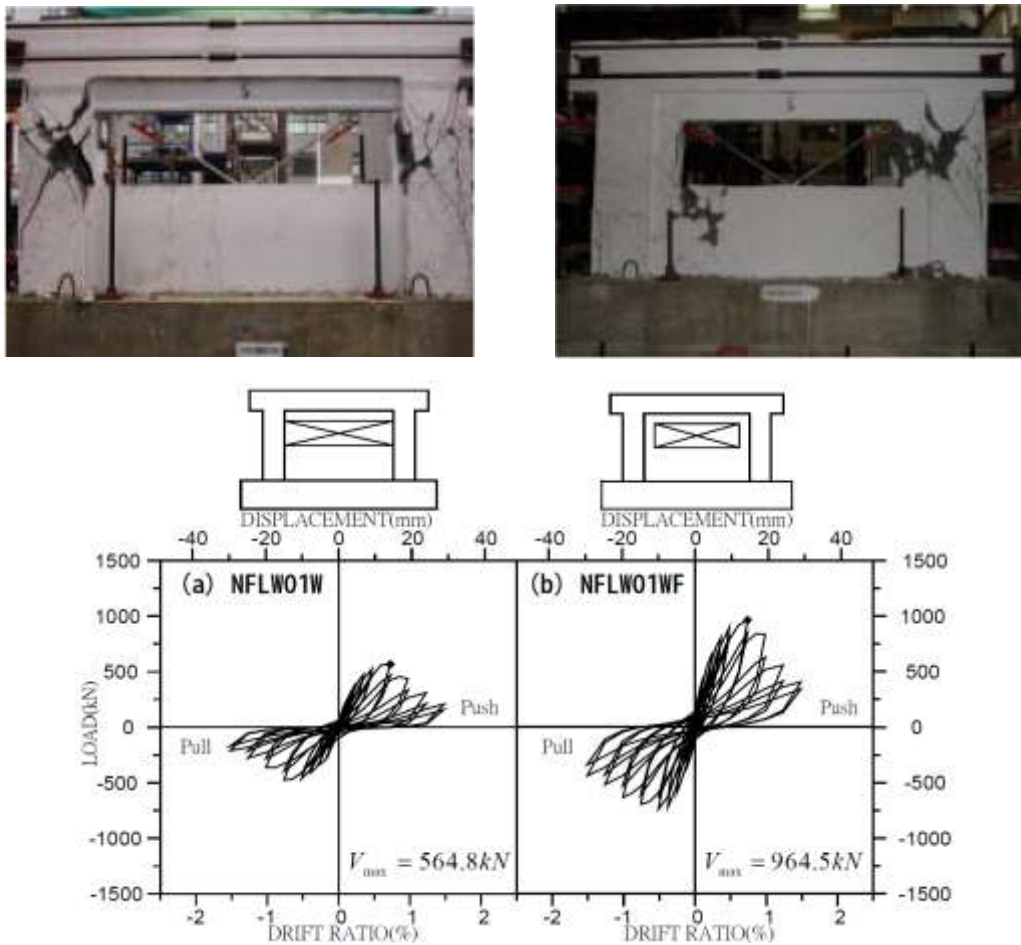 DISPLACEMENT(mm)
DISPLACEMENT(mm)
-40 -20 0 20 40
-40 -20 0 20 40
1500
1000
500
0
-500
-1000
-1500
LOAD(kN)
(a) NFLW01W
Push
Pull
Vmax = 564.8kN
(b) NFLW01WF
Push
Pull
Vmax = 964.5kN
1500
1000
500
0
-500
-1000
-1500
-2 -1 0 1 2
-2 -1 0 1 2
DRIFT RATIO(%)
DRIFT RATIO(%)